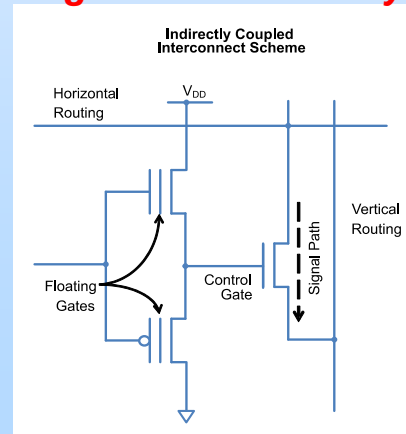 Indirectly Coupled
Interconnect Scheme
Horizontal
Routing
VDD
Vertical
Routing
Signal Path
Floating
Gates
Control
Gate